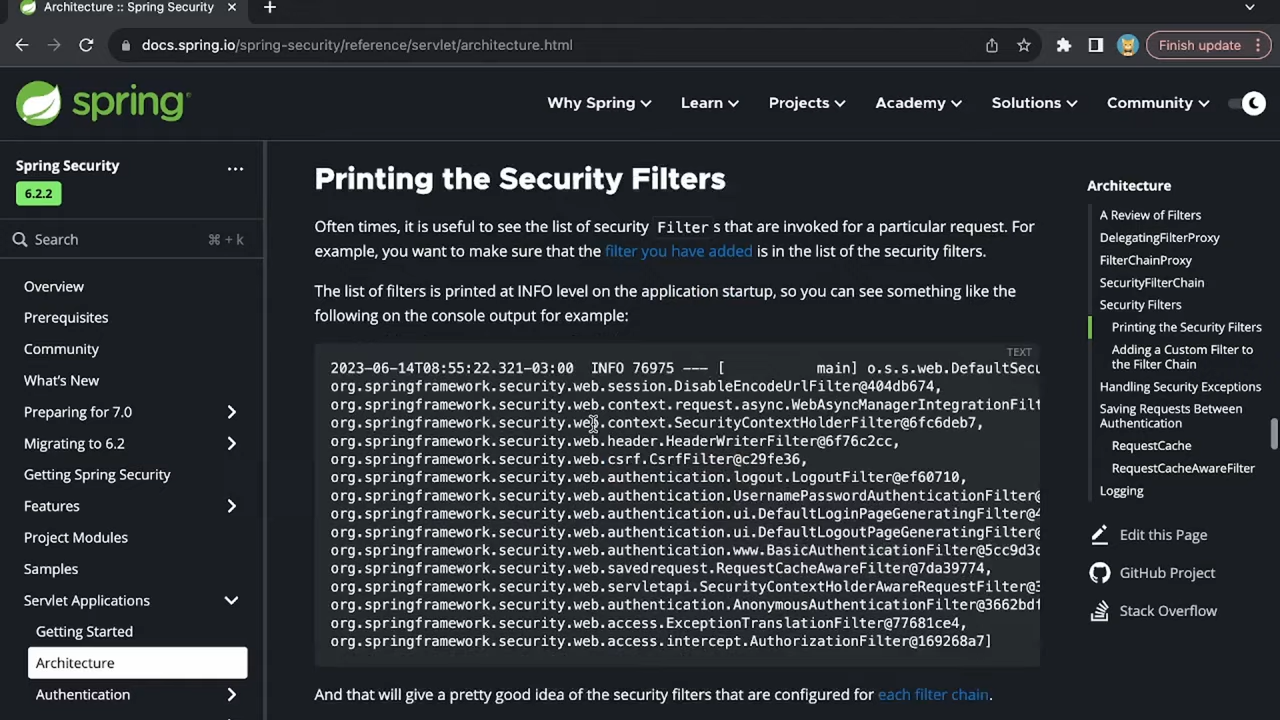 Architecture :: Spring Security
docs.spring.io/spring-security/reference/servlet/architecture.html
Finish update
spring
Why Spring
Learn
Projects
Academy
Solutions
Community
Spring Security
6.2.2
Search
⌘ + k
Overview
Prerequisites
Community
What's New
Preparing for 7.0
Migrating to 6.2
Getting Spring Security
Features
Project Modules
Samples
Servlet Applications
Getting Started
Architecture
Authentication
Printing the Security Filters
Often times, it is useful to see the list of security Filter s that are invoked for a particular request. For
example, you want to make sure that the filter you have added is in the list of the security filters.
The list of filters is printed at INFO level on the application startup, so you can see something like the
following on the console output for example:
TEXT
2023-06-14T08:55:22.321-03:00  INFO 76975 --- [           main] o.s.s.web.DefaultSecu
org.springframework.security.web.session.DisableEncodeUrlFilter@404db674,
org.springframework.security.web.context.request.async.WebAsyncManagerIntegrationFilt
org.springframework.security.web.context.SecurityContextHolderFilter@6fc6deb7,
org.springframework.security.web.header.HeaderWriterFilter@6f76c2cc,
org.springframework.security.web.csrf.CsrfFilter@c29fe36,
org.springframework.security.web.authentication.logout.LogoutFilter@ef60710,
org.springframework.security.web.authentication.UsernamePasswordAuthenticationFilter@
org.springframework.security.web.authentication.ui.DefaultLoginPageGeneratingFilter@4
org.springframework.security.web.authentication.ui.DefaultLogoutPageGeneratingFilter@
org.springframework.security.web.authentication.www.BasicAuthenticationFilter@5cc9d3d
org.springframework.security.web.savedrequest.RequestCacheAwareFilter@7da39774,
org.springframework.security.web.servletapi.SecurityContextHolderAwareRequestFilter@3
org.springframework.security.web.authentication.AnonymousAuthenticationFilter@3662bdf
org.springframework.security.web.access.ExceptionTranslationFilter@77681ce4,
org.springframework.security.web.access.intercept.AuthorizationFilter@169268a7]
And that will give a pretty good idea of the security filters that are configured for each filter chain.
Architecture
A Review of Filters
DelegatingFilterProxy
FilterChainProxy
SecurityFilterChain
Security Filters
Printing the Security Filters
Adding a Custom Filter to
the Filter Chain
Handling Security Exceptions
Saving Requests Between
Authentication
RequestCache
RequestCacheAwareFilter
Logging
Edit this Page
GitHub Project
Stack Overflow